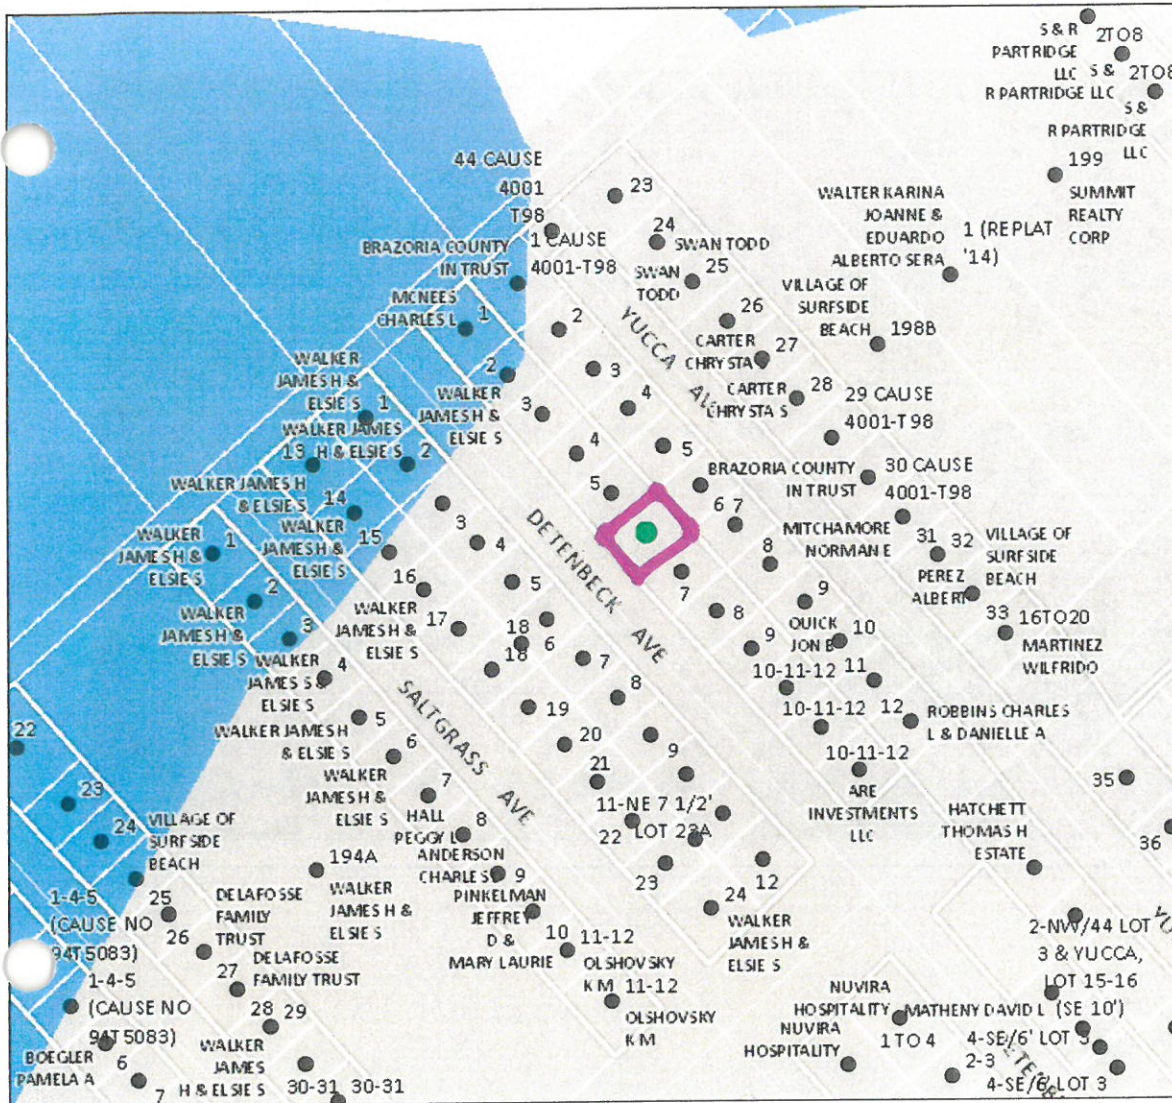 S & R
PARTRIDGE
LLC
2TO8
S &
R PARTRIDGE LLC
2TO8
S &
R PARTRIDGE
LLC
199
SUMMIT
REALTY
CORP
44 CAUSE
4001
T98
23
24
SWAN TODD
WALTER KARINA
JOANNE &
EDUARDO
ALBERTO SERA
1 (REPLAT
'14)
BRAZORIA COUNTY
IN TRUST
1 CAUSE
4001-T98
SWAN
TODD
25
MCNEES
CHARLES L
1
2
YUCCA AV
26
VILLAGE OF
SURFSIDE
BEACH
198B
CARTER
CHRYSTA
27
WALKER
JAMES H &
ELSIE S
1
2
WALKER
JAMES H &
ELSIE S
3
3
4
CARTER
CHRYSTA S
28
29 CAUSE
4001-T98
WALKER JAMES
H & ELSIE S
13
2
4
5
WALKER JAMES H
& ELSIE S
14
5
BRAZORIA COUNTY
IN TRUST
30 CAUSE
4001-T98
6
7
WALKER
JAMES H &
ELSIE S
1
WALKER
JAMES H &
ELSIE S
15
3
4
DETENBECK AVE
MITCHAMORE
NORMAN E
31
32
VILLAGE OF
SURFSIDE
BEACH
8
PEREZ
ALBERT
2
16
5
7
9
WALKER
JAMES H &
ELSIE S
3
WALKER
JAMES H &
ELSIE S
17
18
6
8
QUICK
JON B
10
33
16TO20
MARTINEZ
WILFRIDO
WALKER
JAMES S &
ELSIE S
4
18
7
9
10-11-12
11
SALTGRASS AVE
8
WALKER JAMES H
& ELSIE S
5
19
10-11-12
12
ROBBINS CHARLES
L & DANIELLE A
22
6
20
9
10-11-12
WALKER
JAMES H &
ELSIE S
7
21
ARE
INVESTMENTS
LLC
35
23
HALL
PEGGY L
8
11-NE 7 1/2'
LOT 23A
22
HATCHETT
THOMAS H
ESTATE
36
24
VILLAGE OF
SURFSIDE
BEACH
194A
ANDERSON
CHARLES
9
23
12
1-4-5
(CAUSE NO
94T5083)
25
DELAFOSSE
FAMILY
TRUST
WALKER
JAMES H &
ELSIE S
PINKELMAN
JEFFREY
D &
MARY LAURIE
10
24
WALKER
JAMES H &
ELSIE S
26
11-12
OLSHOVSKY
K M
2-NW/44 LOT
3 & YUCCA,
LOT 15-16
(SE 10')
1-4-5
(CAUSE NO
94T5083)
27
DELAFOSSE
FAMILY TRUST
11-12
OLSHOVSKY
K M
NUVIRA
HOSPITALITY
MATHENY DAVID L
28
29
NUVIRA
HOSPITALITY
1 TO 4
4-SE/6' LOT 3
BOEGLER
PAMELA A
6
7
WALKER
JAMES
H & ELSIE S
30-31
30-31
2-3
4-SE/6' LOT 3